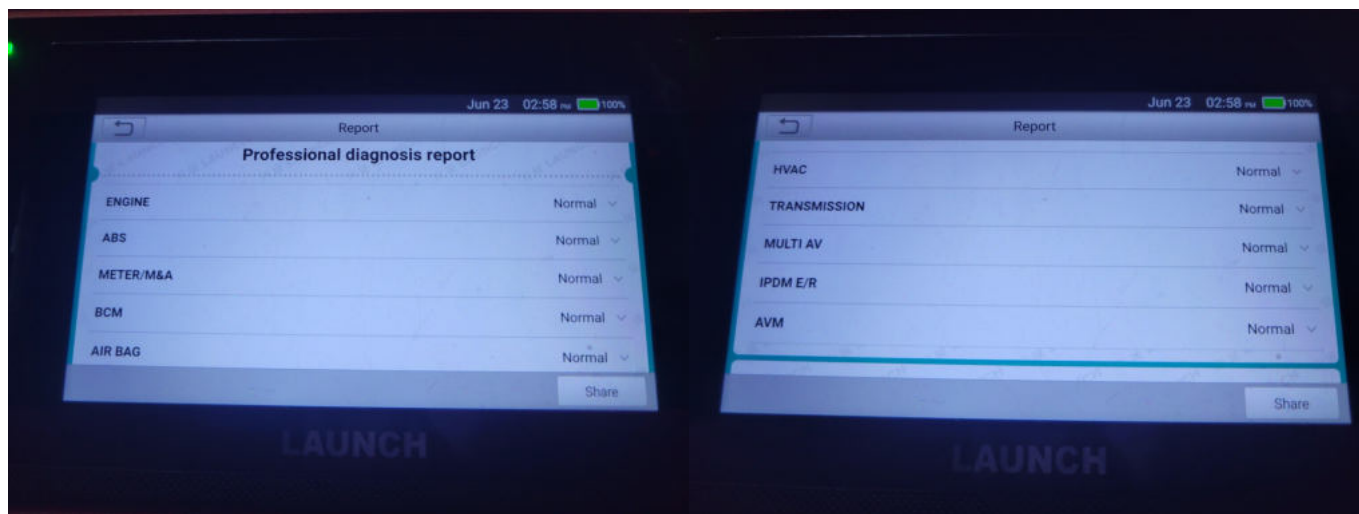 Jun 23 02:58 PM 100%
Report
Professional diagnosis report
ENGINE Normal
ABS Normal
METER/M&A Normal
BCM Normal
AIR BAG Normal
Share
LAUNCH
Jun 23 02:58 PM 100%
Report
HVAC Normal
TRANSMISSION Normal
MULTI AV Normal
IPDM E/R Normal
AVM Normal
Share
LAUNCH